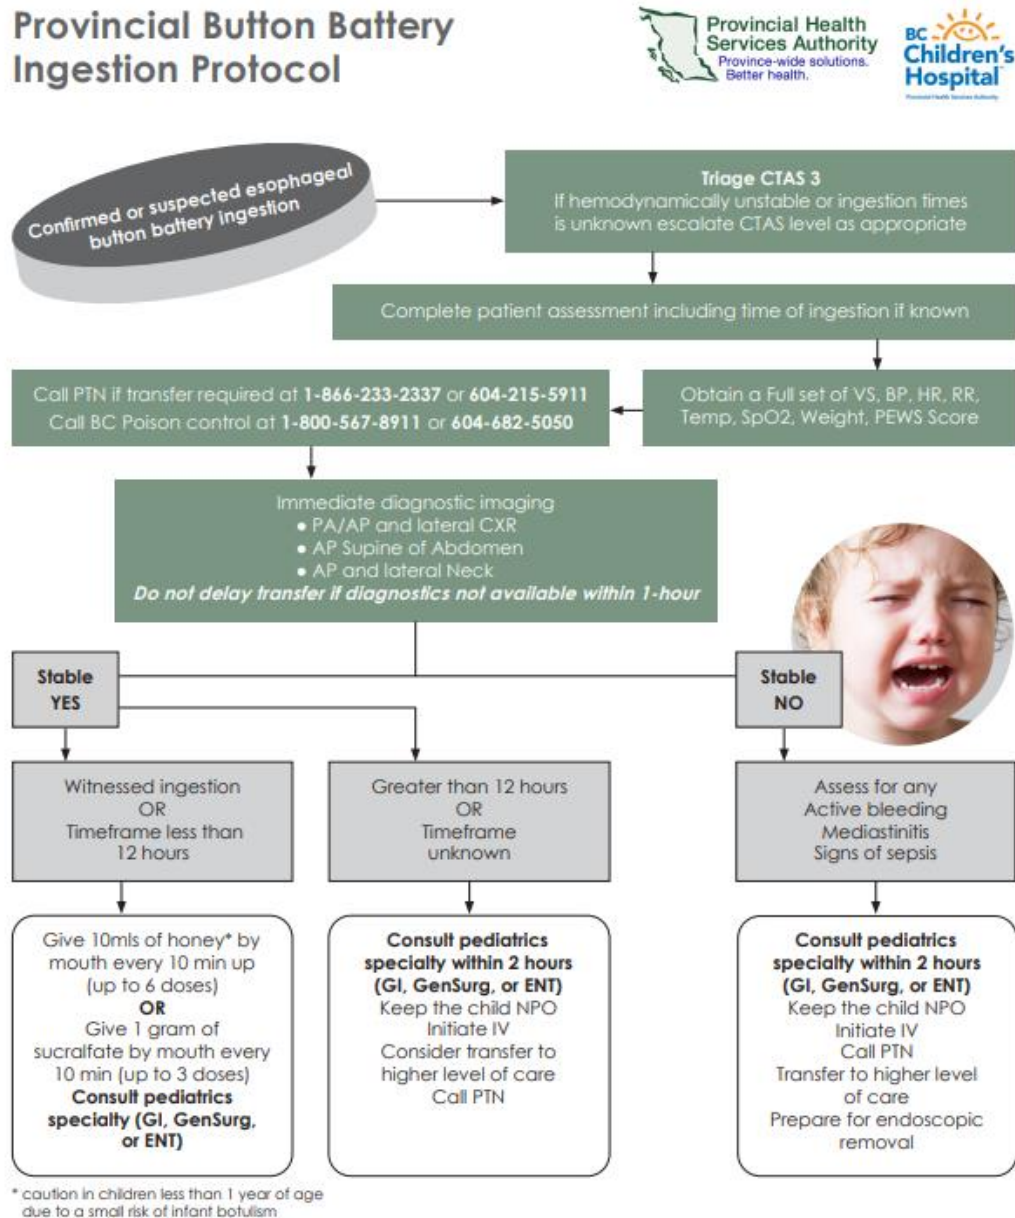 Provincial Button Battery
Ingestion Protocol
Provincial Health
Services Authority
Province-wide solutions.
Better health.
BC
Children's
Hospital
Provincial Health Services Authority
Confirmed or suspected esophageal
button battery ingestion
Triage CTAS 3
If hemodynamically unstable or ingestion times
is unknown escalate CTAS level as appropriate
Complete patient assessment including time of ingestion if known
Obtain a Full set of VS, BP, HR, RR,
Temp, SpO2, Weight, PEWS Score
Call PTN if transfer required at 1-866-233-2337 or 604-215-5911
Call BC Poison control at 1-800-567-8911 or 604-682-5050
Immediate diagnostic imaging
● PA/AP and lateral CXR
● AP Supine of Abdomen
● AP and lateral Neck
Do not delay transfer if diagnostics not available within 1-hour
Stable
YES
Stable
NO
Witnessed ingestion
OR
Timeframe less than
12 hours
Greater than 12 hours
OR
Timeframe
unknown
Assess for any
Active bleeding
Mediastinitis
Signs of sepsis
Give 10mls of honey* by
mouth every 10 min up
(up to 6 doses)
OR
Give 1 gram of
sucralfate by mouth every
10 min (up to 3 doses)
Consult pediatrics
specialty (GI, GenSurg,
or ENT)
Consult pediatrics
specialty within 2 hours
(GI, GenSurg, or ENT)
Keep the child NPO
Initiate IV
Consider transfer to
higher level of care
Call PTN
Consult pediatrics
specialty within 2 hours
(GI, GenSurg, or ENT)
Keep the child NPO
Initiate IV
Call PTN
Transfer to higher level
of care
Prepare for endoscopic
removal
* caution in children less than 1 year of age
due to a small risk of infant botulism